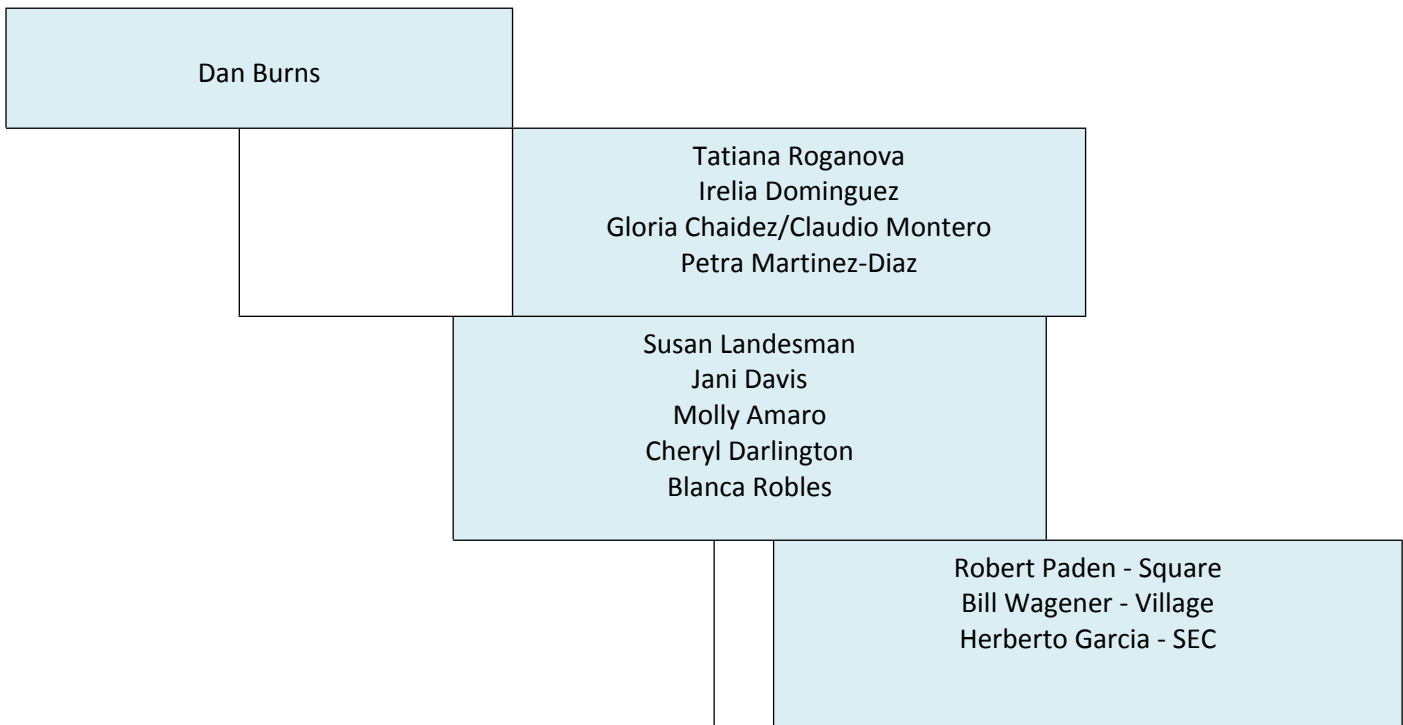 Dan Burns
Tatiana Roganova
Irelia Dominguez
Gloria Chaidez/Claudio Montero
Petra Martinez-Diaz
Susan Landesman
Jani Davis
Molly Amaro
Cheryl Darlington
Blanca Robles
Robert Paden - Square
Bill Wagener - Village
Herberto Garcia - SEC